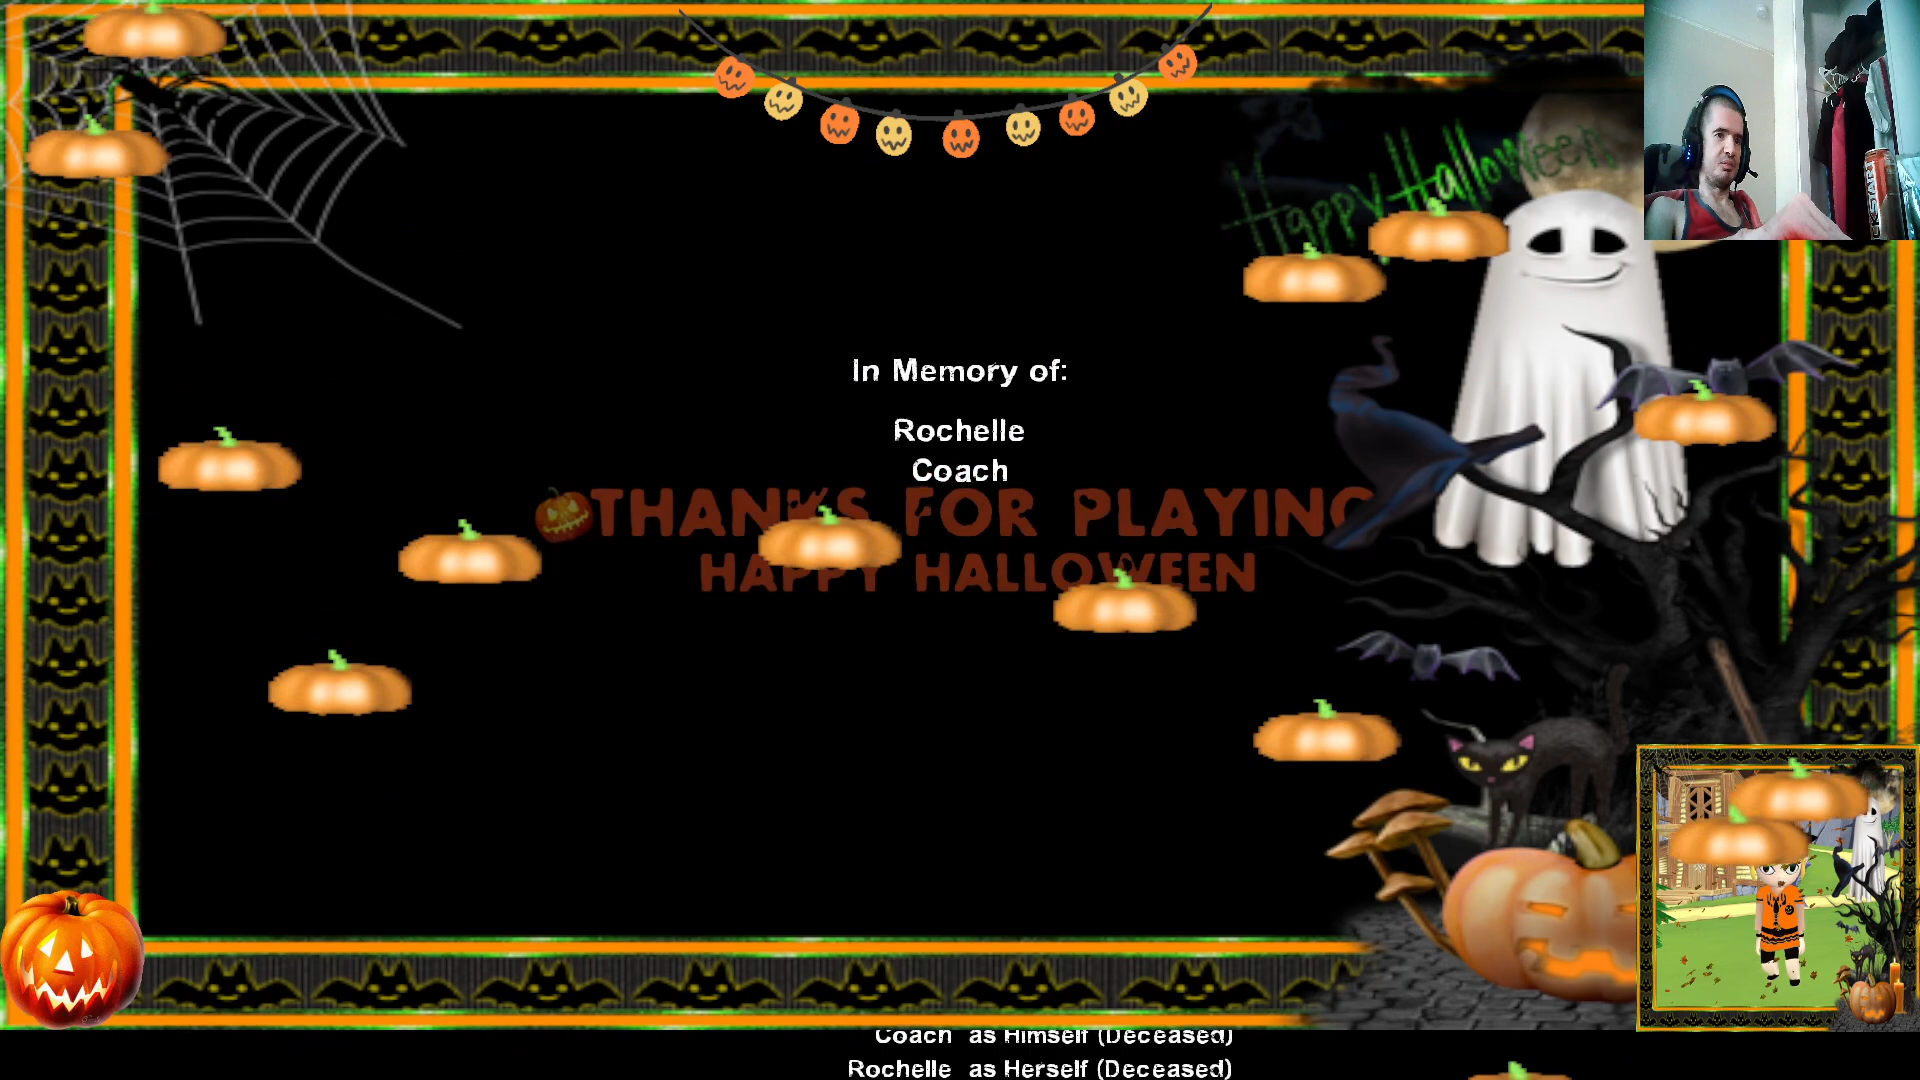 Happy Halloween
In Memory of:
Rochelle
Coach
THANKS FOR PLAYING
HAPPY HALLOWEEN
Coach as Himself (Deceased)
Rochelle as Herself (Deceased)